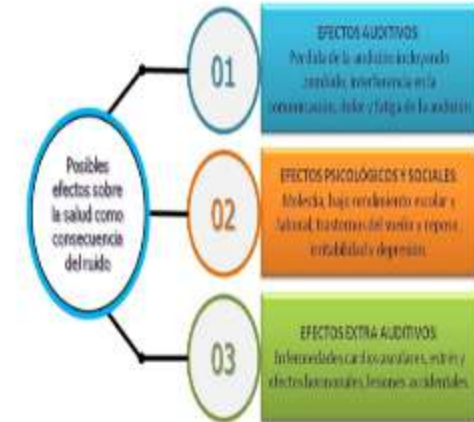 Posibles
efectos sobre
la salud como
consecuencia
del ruido
01
EFECTOS AUDITIVOS
Perdida de la audición incluyendo
zumbido, interferencia en la
comunicación, dolor y fatiga de la audición
02
EFECTOS PSICOLÓGICOS Y SOCIALES
Molestia, bajo rendimiento escolar y
laboral, trastornos del sueño y reposo,
irritabilidad y depresión.
03
EFECTOS EXTRA AUDITIVOS
Enfermedades cardiovasculares, estrés y
efectos hormonales, lesiones accidentales.